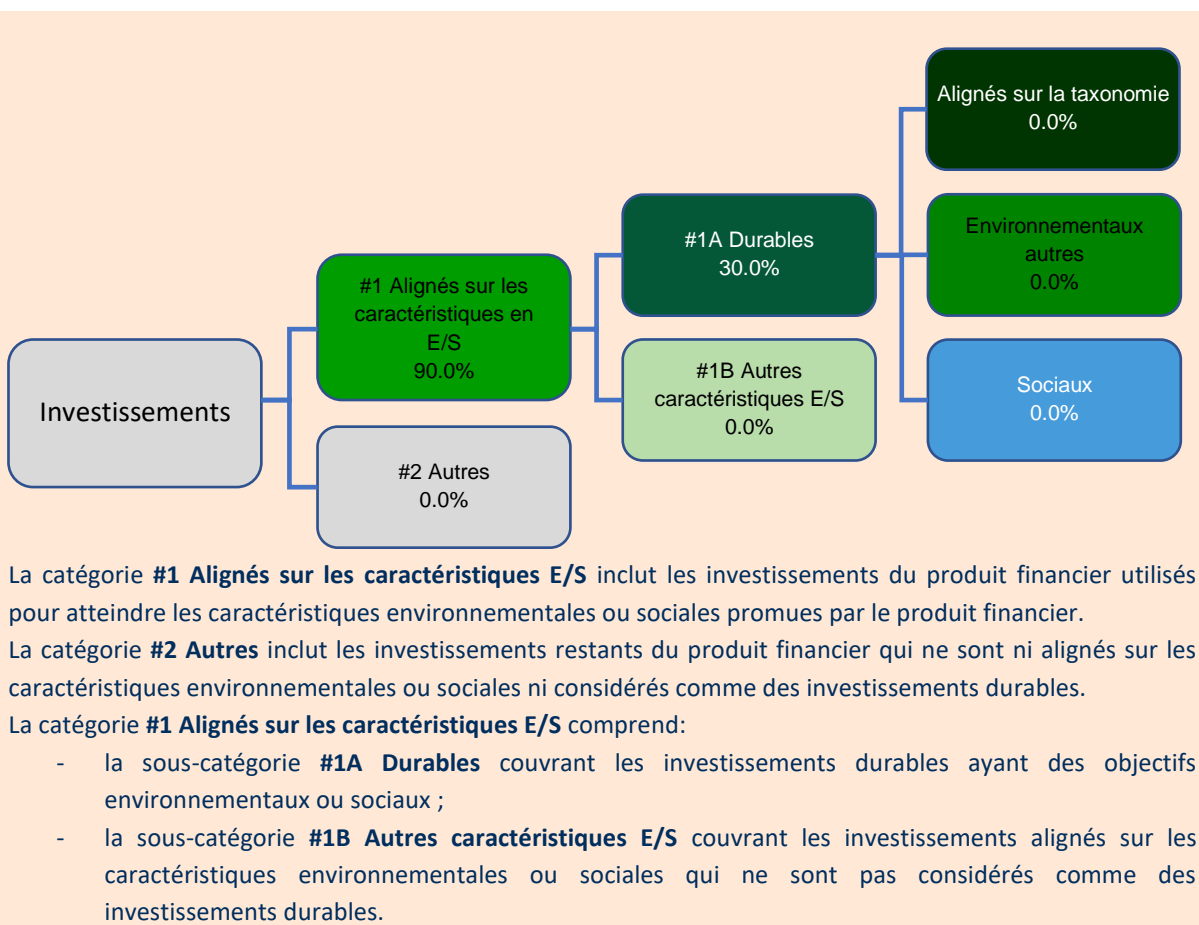 Alignés sur la taxonomie
0.0%
#1A Durables
30.0%
Environnementaux
autres
0.0%
#1 Alignés sur les
caractéristiques en
E/S
90.0%
#1B Autres
caractéristiques E/S
0.0%
Sociaux
0.0%
Investissements
#2 Autres
0.0%
La catégorie #1 Alignés sur les caractéristiques E/S inclut les investissements du produit financier utilisés
pour atteindre les caractéristiques environnementales ou sociales promues par le produit financier.
La catégorie #2 Autres inclut les investissements restants du produit financier qui ne sont ni alignés sur les
caractéristiques environnementales ou sociales ni considérés comme des investissements durables.
La catégorie #1 Alignés sur les caractéristiques E/S comprend:
- la sous-catégorie #1A Durables couvrant les investissements durables ayant des objectifs
environnementaux ou sociaux ;
- la sous-catégorie #1B Autres caractéristiques E/S couvrant les investissements alignés sur les
caractéristiques environnementales ou sociales qui ne sont pas considérés comme des
investissements durables.